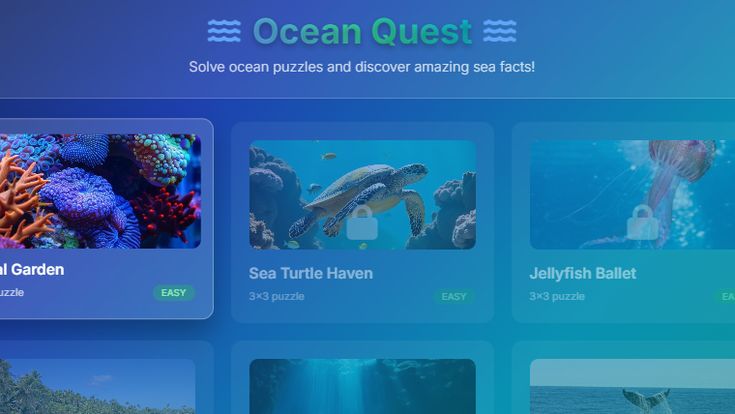 Ocean Quest
Solve ocean puzzles and discover amazing sea facts!
al Garden
uzzle
EASY
Sea Turtle Haven
3×3 puzzle
EASY
Jellyfish Ballet
3×3 puzzle
EA